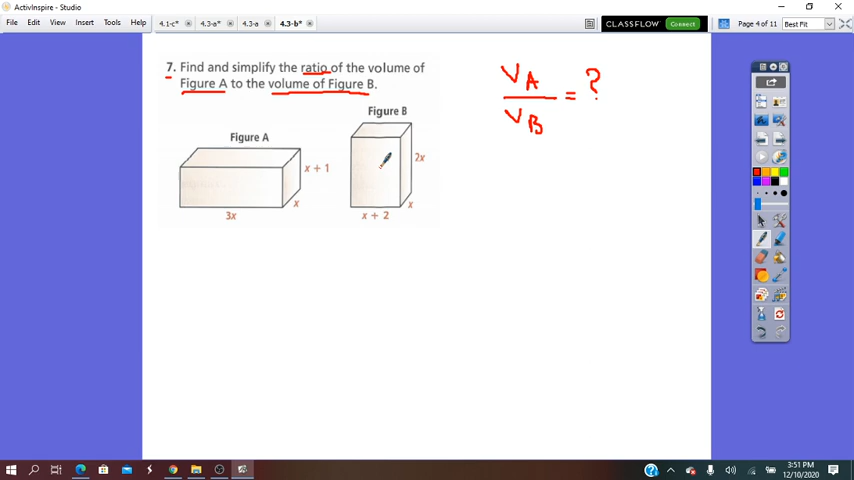 ActivInspire - Studio
File Edit View Insert Tools Help
4.1-c*
4.3-a*
4.3-a
4.3-b*
CLASSFLOW
Connect
Page 4 of 11
Best Fit
7. Find and simplify the ratio of the volume of
Figure A to the volume of Figure B.
VA
VB
= ?
Figure A
x + 1
x
3x
Figure B
2x
x
x + 2
3:51 PM
12/10/2020